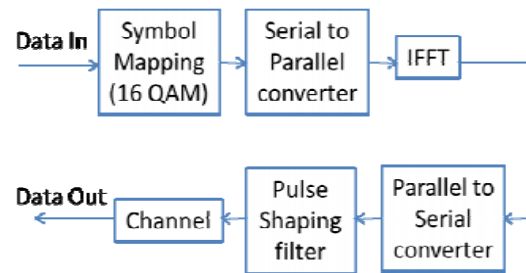 Data In
Symbol
Mapping
(16 QAM)
Serial to
Parallel
converter
IFFT
Data Out
Channel
Pulse
Shaping
filter
Parallel to
Serial
converter